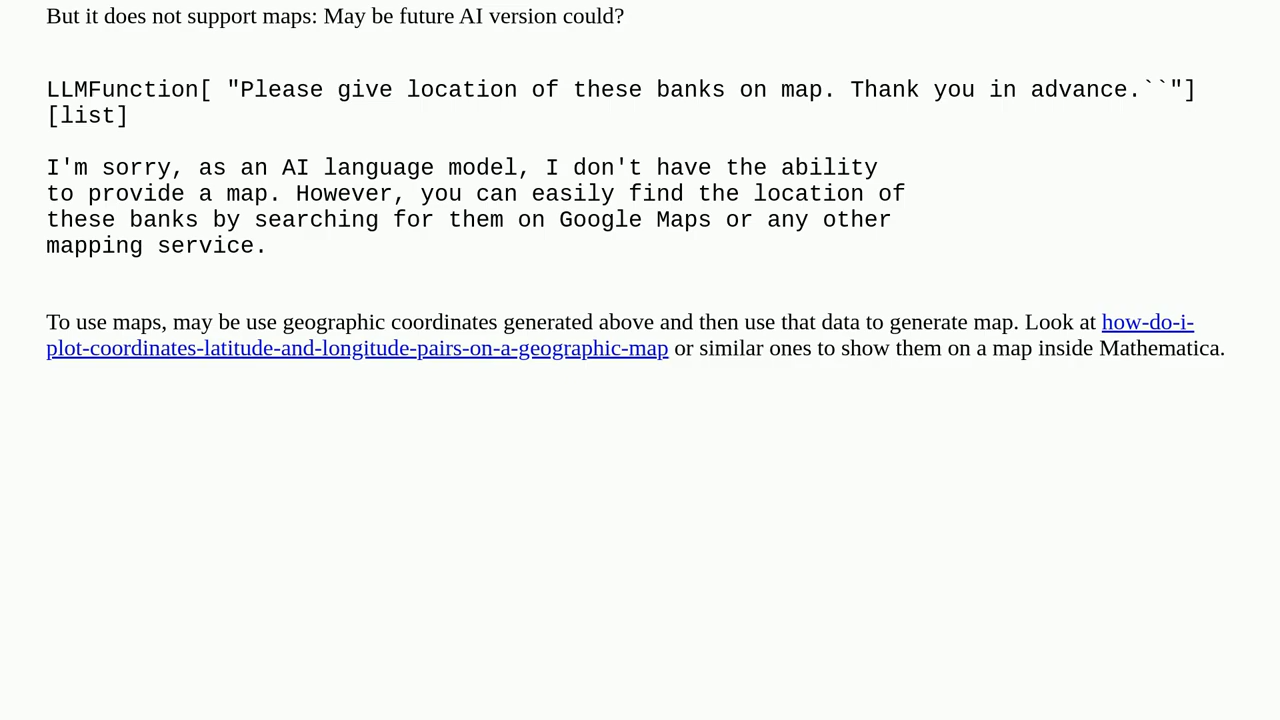 But it does not support maps: May be future AI version could?
LLMFunction[ "Please give location of these banks on map. Thank you in advance.``"]
[list]
I'm sorry, as an AI language model, I don't have the ability
to provide a map. However, you can easily find the location of
these banks by searching for them on Google Maps or any other
mapping service.
To use maps, may be use geographic coordinates generated above and then use that data to generate map. Look at how-do-i-
plot-coordinates-latitude-and-longitude-pairs-on-a-geographic-map or similar ones to show them on a map inside Mathematica.